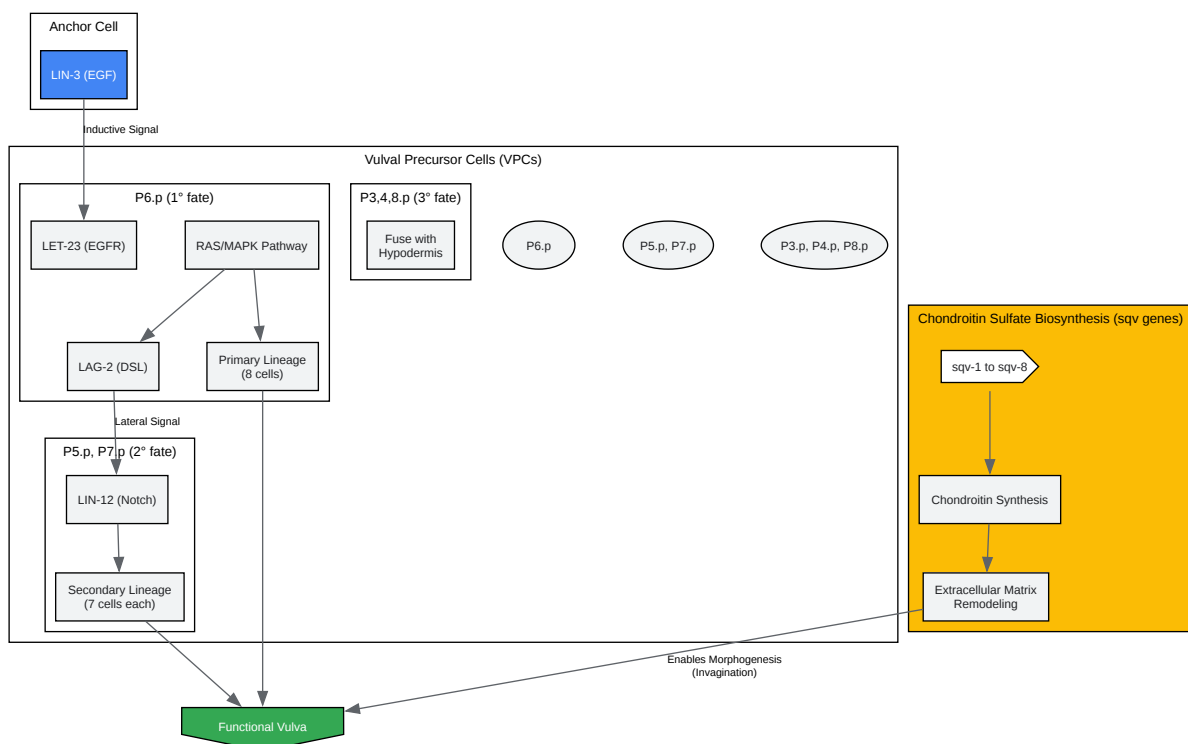 Anchor Cell
LIN-3 (EGF)
Inductive Signal
Vulval Precursor Cells (VPCs)
P6.p (1° fate)
LET-23 (EGFR)
RAS/MAPK Pathway
P3,4,8.p (3° fate)
Fuse with
Hypodermis
P6.p
P5.p, P7.p
P3.p, P4.p, P8.p
LAG-2 (DSL)
Primary Lineage
(8 cells)
Lateral Signal
P5.p, P7.p (2° fate)
LIN-12 (Notch)
Secondary Lineage
(7 cells each)
Chondroitin Sulfate Biosynthesis (sqv genes)
sqv-1 to sqv-8
Chondroitin Synthesis
Extracellular Matrix
Remodeling
Enables Morphogenesis
(Invagination)
Functional Vulva